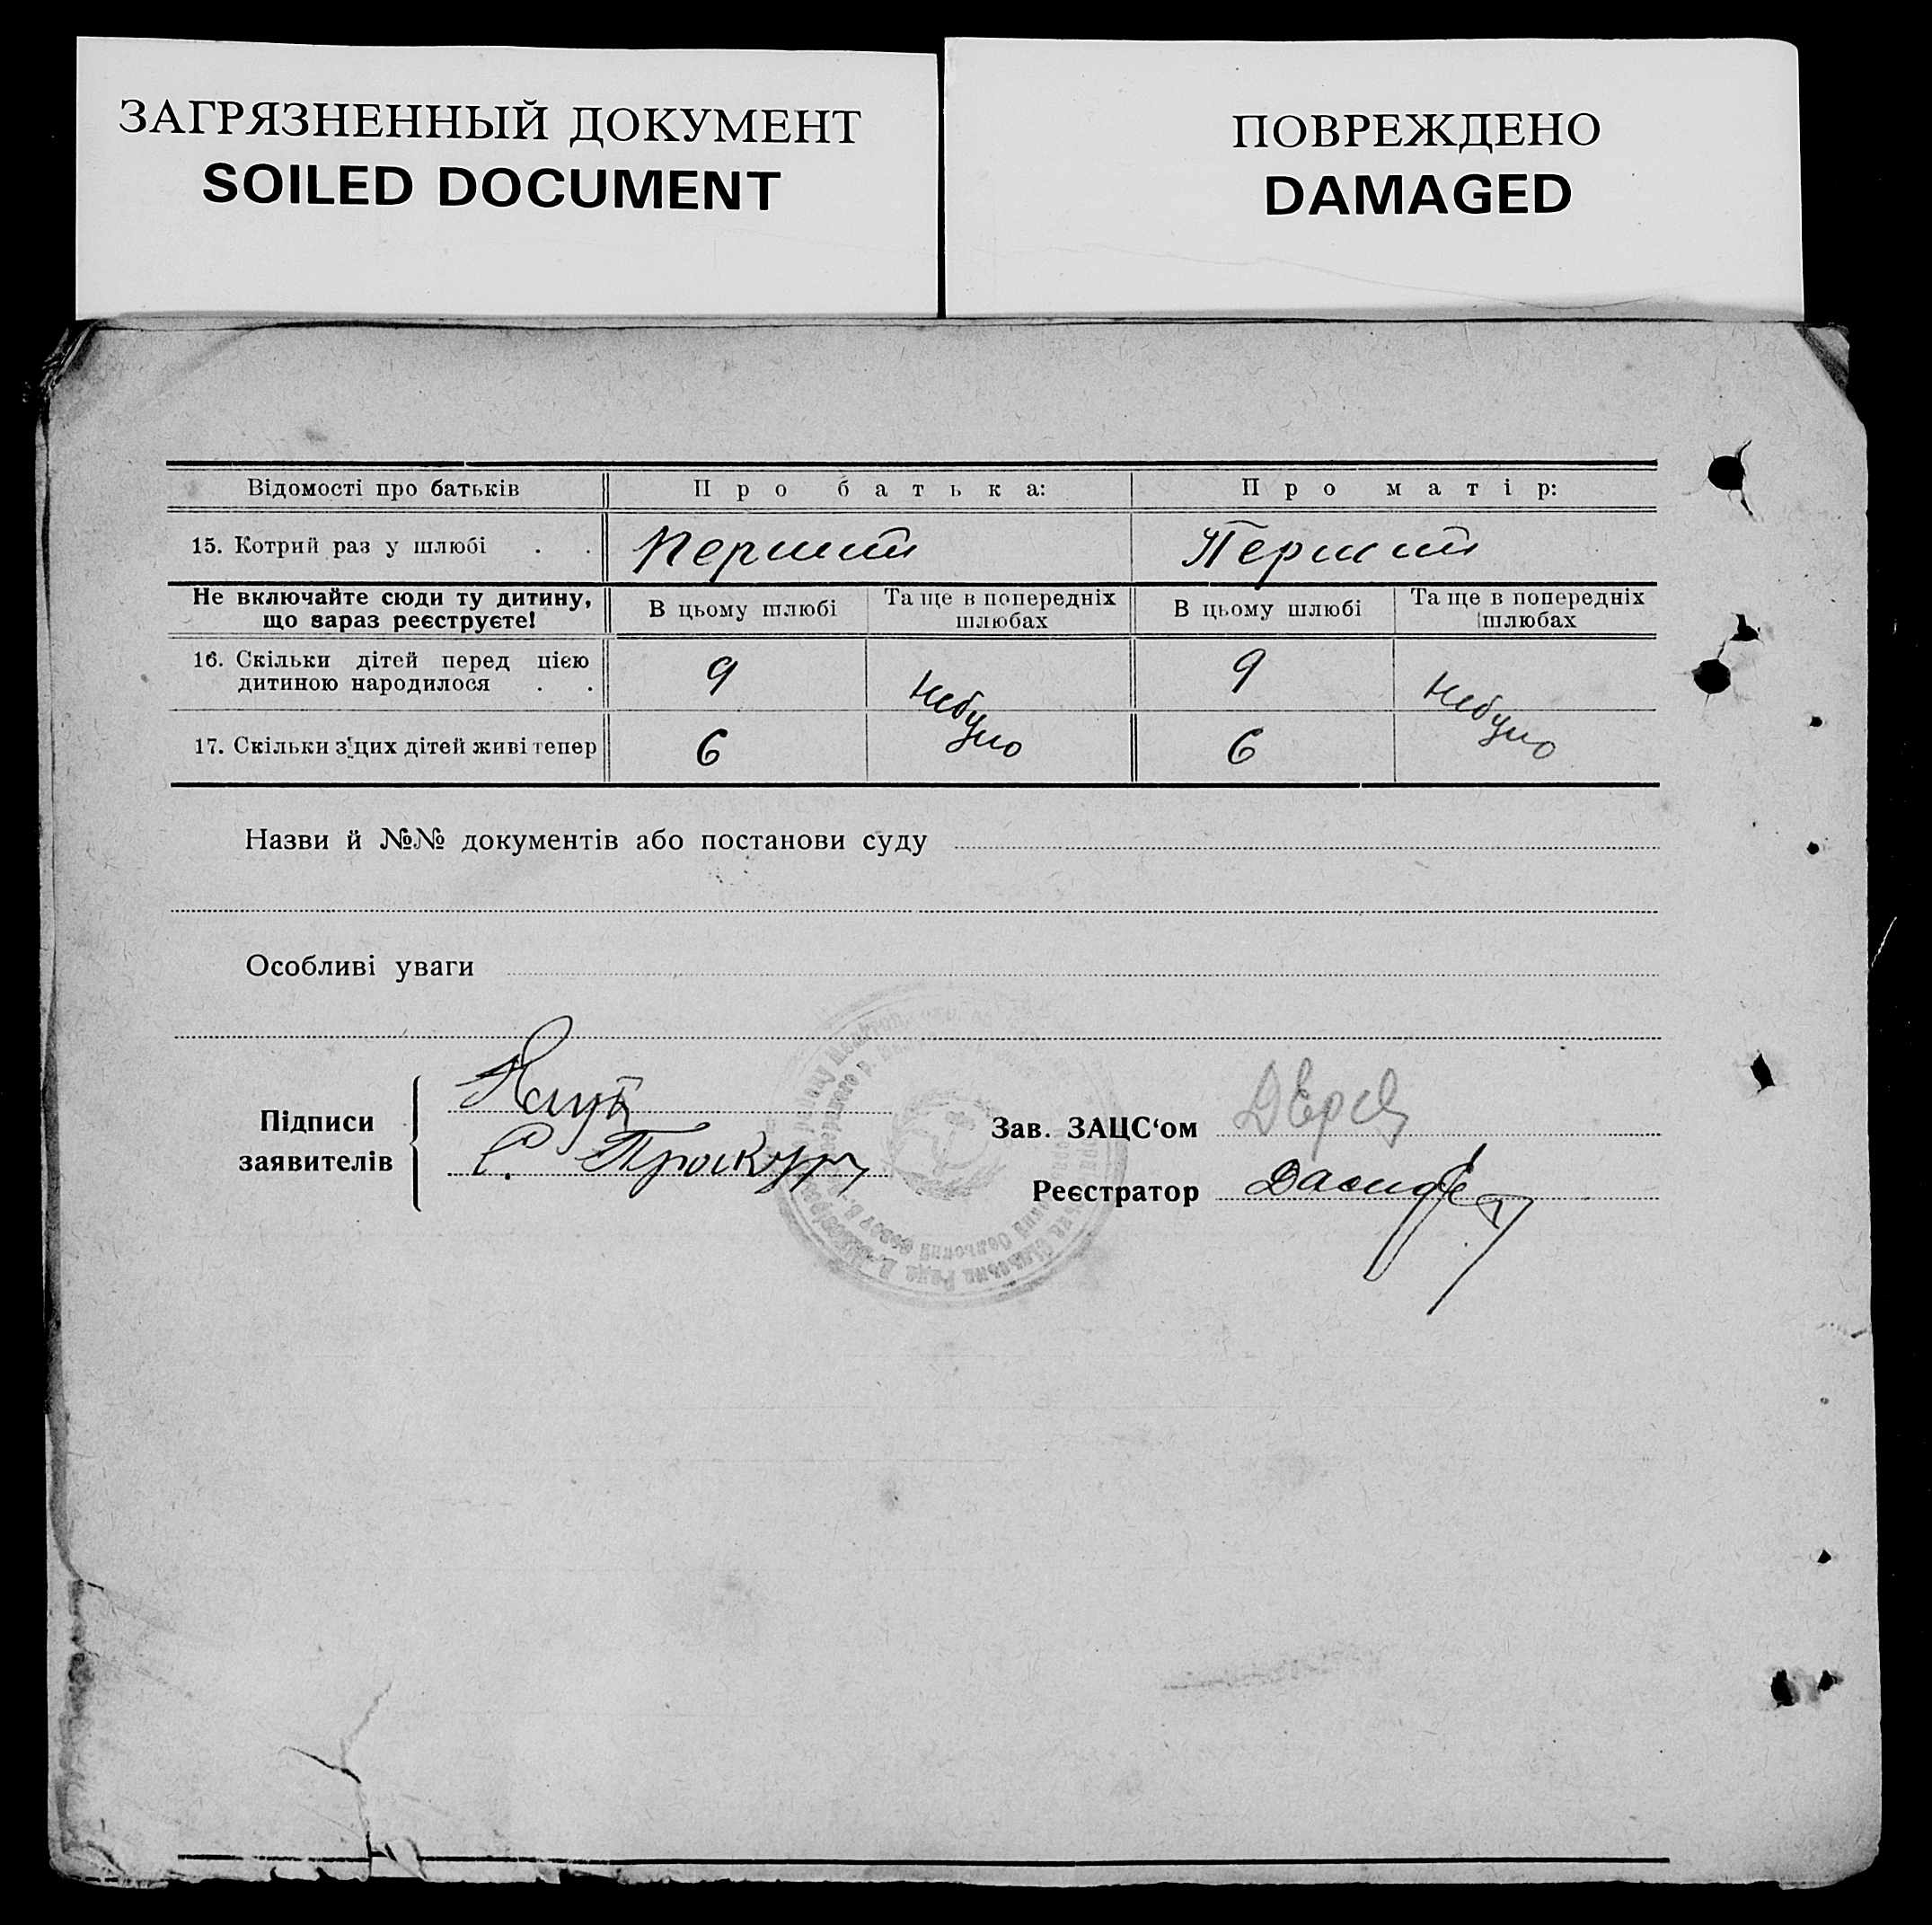 ЗАГРЯЗНЕННЫЙ ДОКУМЕНТ
SOILED DOCUMENT
ПОВРЕЖДЕНО
DAMAGED
Відомості про батьків Про батька: Про матір:
15. Котрий раз у шлюбі . . Перший Перший
Не включайте сюди ту дитину, що зараз реєструєте! В цьому шлюбі Та ще в попередніх шлюбах В цьому шлюбі Та ще в попередніх шлюбах
16. Скільки дітей перед цією 9 Небуло 9 Небуло
дитиною народилося . .
17. Скільки з цих дітей живі тепер 6 6
Назви й №№ документів або постанови суду
Особливі уваги
Підписи
заявителів
С. Проскур
Зав. ЗАЦС‘ом
Реєстратор